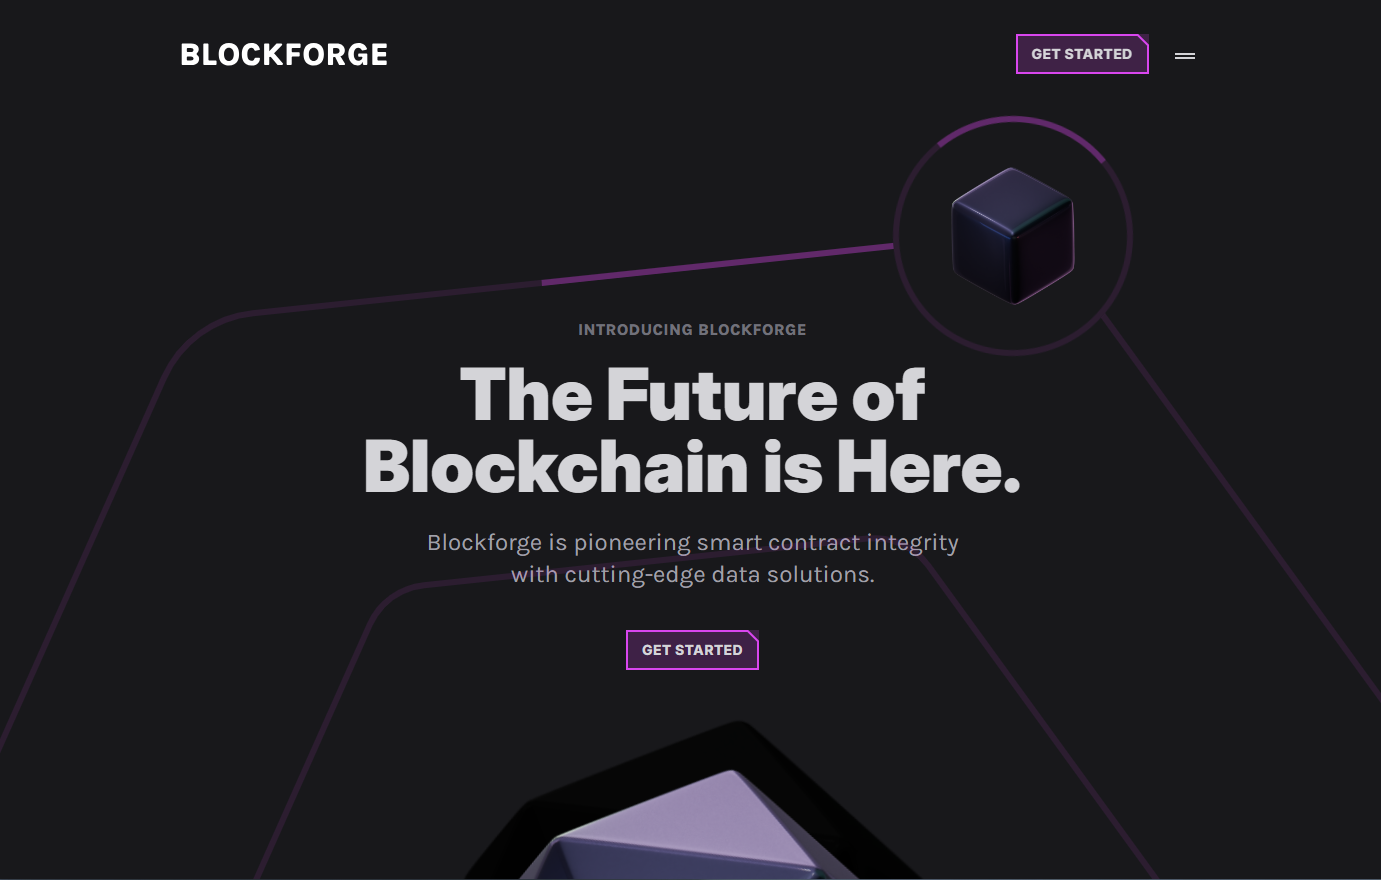 BLOCKFORGE
GET STARTED
INTRODUCING BLOCKFORGE
The Future of
Blockchain is Here.
Blockforge is pioneering smart contract integrity
with cutting-edge data solutions.
GET STARTED